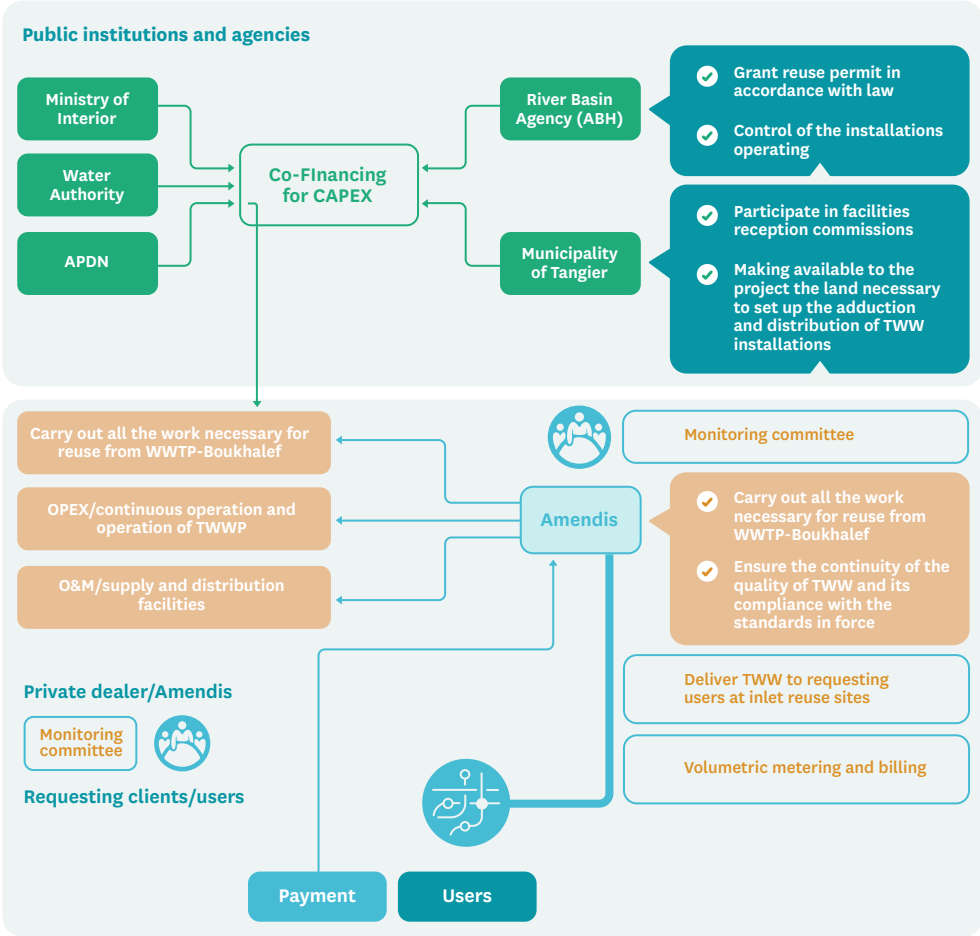 Public institutions and agencies
Ministry of
Interior
Water
Authority
APDN
Co-FInancing
for CAPEX
River Basin
Agency (ABH)
Municipality
of Tangier
Grant reuse permit in
accordance with law
Control of the installations
operating
Participate in facilities
reception commissions
Making available to the
project the land necessary
to set up the adduction
and distribution of TWW
installations
Carry out all the work necessary for
reuse from WWTP-Boukhalef
OPEX/continuous operation and
operation of TWWP
O&M/supply and distribution
facilities
Amendis
Monitoring committee
Carry out all the work
necessary for reuse from
WWTP-Boukhalef
Ensure the continuity of the
quality of TWW and its
compliance with the
standards in force
Deliver TWW to requesting
users at inlet reuse sites
Volumetric metering and billing
Private dealer/Amendis
Monitoring
committee
Requesting clients/users
Payment
Users